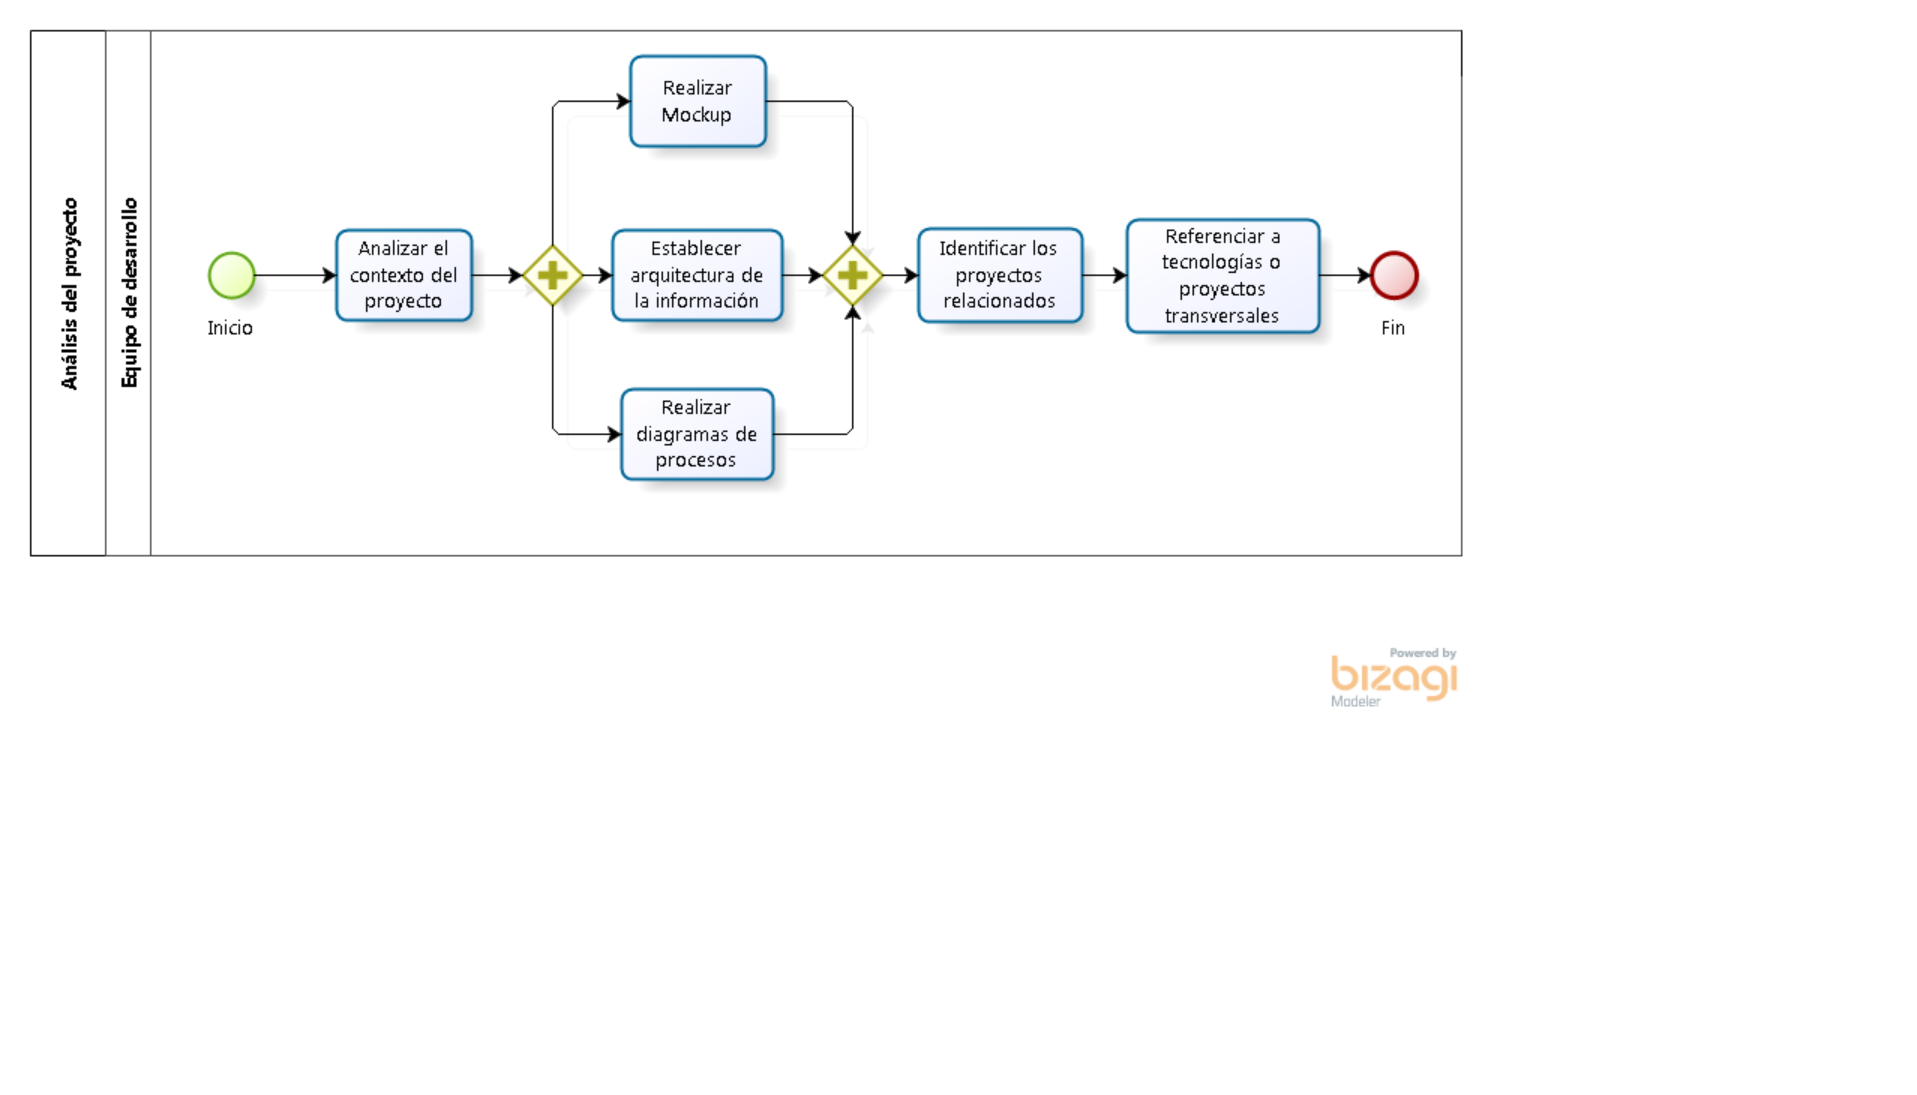 Análisis del proyecto
Equipo de desarrollo
Inicio
Analizar el
contexto del
proyecto
Realizar
Mockup
Establecer
arquitectura de
la información
Realizar
diagramas de
procesos
Identificar los
proyectos
relacionados
Referenciar a
tecnologías o
proyectos
transversales
Fin
Powered by
bizagi
Modeler